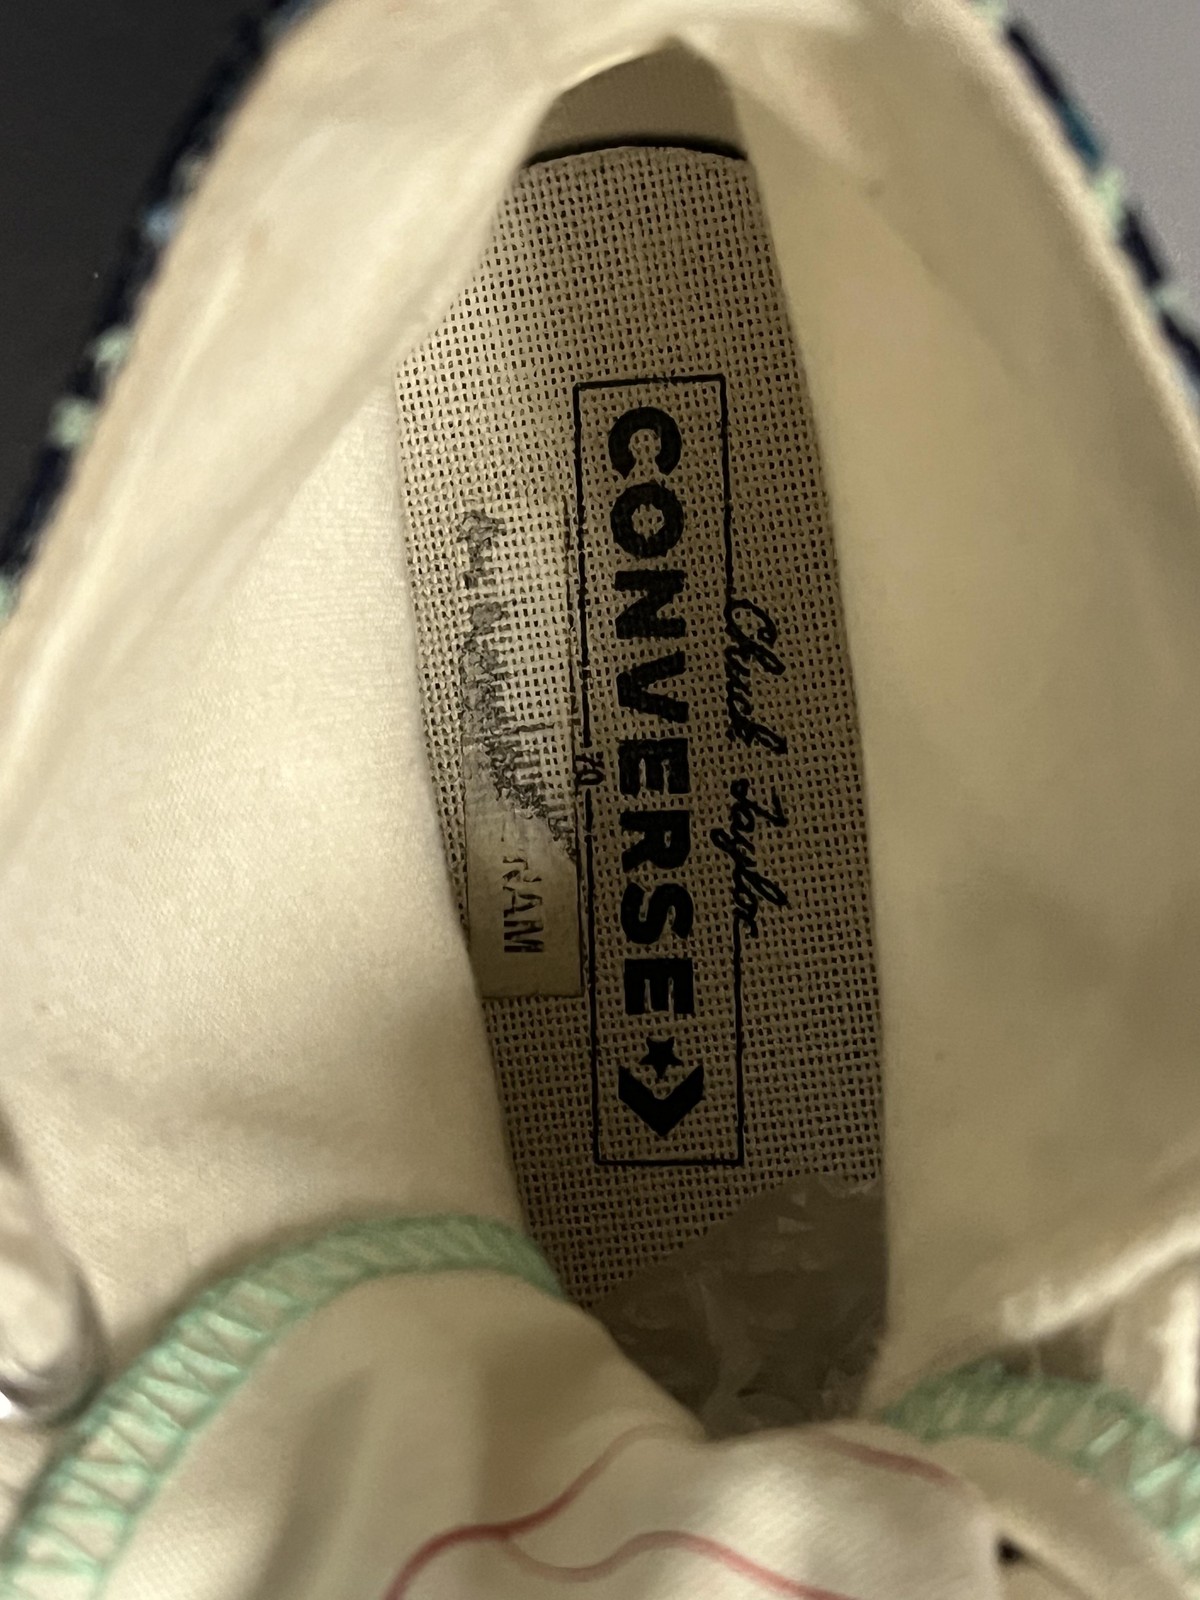 Chuck Taylor
CONVERSE
70
NAM